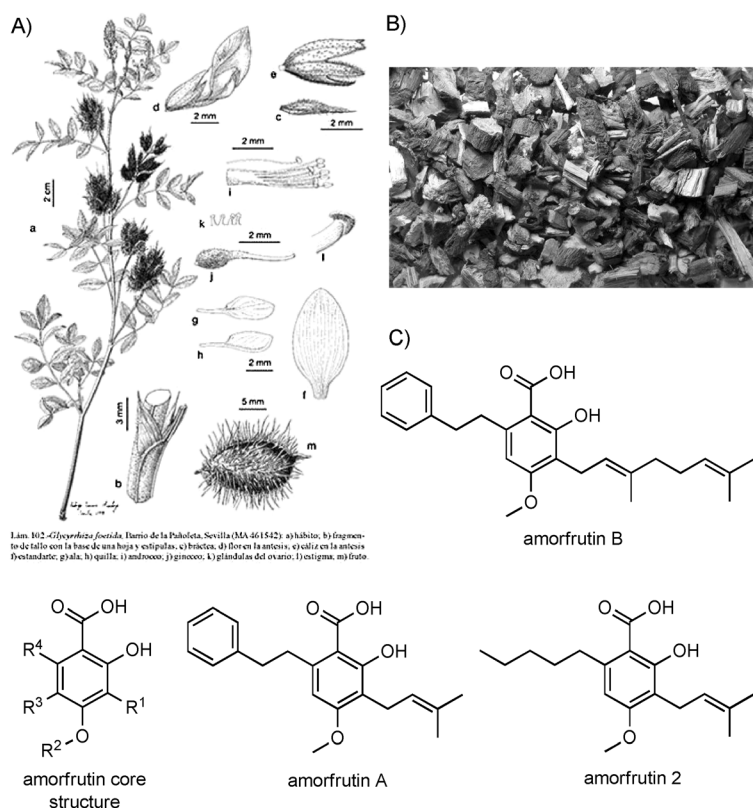 A)
B)
d
2 mm
e
c
2 mm
2 cm
a
i
2 mm
k
l
j
g
h
2 mm
f
3 mm
b
5 mm
m
Lám. 102.-Glycyrrhiza foetida, Barrio de la Pañoleta, Sevilla (MA 461542): a) hábito; b) fragmen-
to de tallo con la base de una hoja y estípulas; c) bráctea; d) flor en la antesis; e) cáliz en la antesis
f) estandarte; g) ala; h) quilla; i) androceo; j) gineceo; k) glándulas del ovario; l) estigma; m) fruto.
C)
O
OH
OH
O
amorfrutin B
O
OH
R⁴
OH
R³
R¹
O
R²
amorfrutin core
structure
O
OH
OH
O
amorfrutin A
O
OH
OH
O
amorfrutin 2